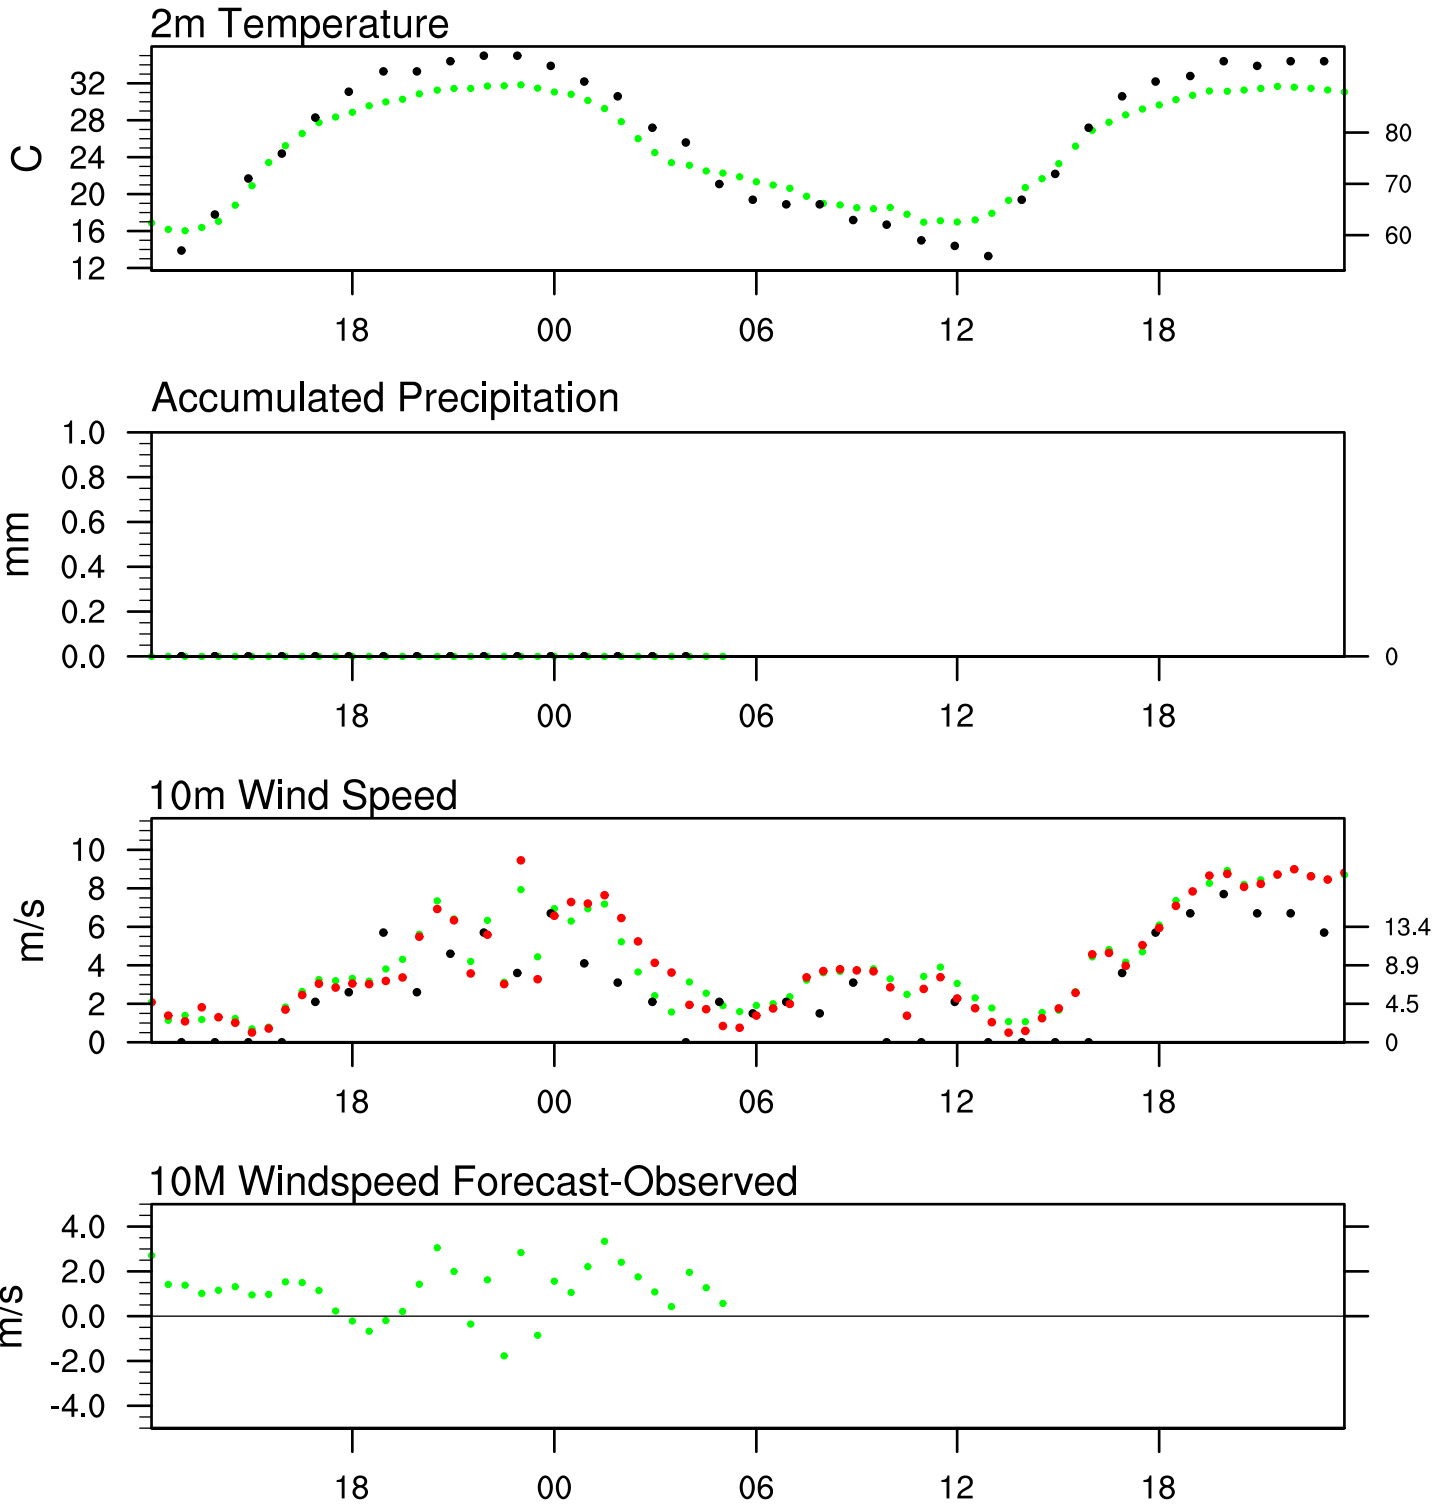 2m Temperature
C
32
28
24
20
16
12
80
70
60
18 00 06 12 18
Accumulated Precipitation
mm
1.0
0.8
0.6
0.4
0.2
0.0
0
18 00 06 12 18
10m Wind Speed
m/s
10
8
6
4
2
0
13.4
8.9
4.5
0
18 00 06 12 18
10M Windspeed Forecast-Observed
m/s
4.0
2.0
0.0
-2.0
-4.0
18 00 06 12 18